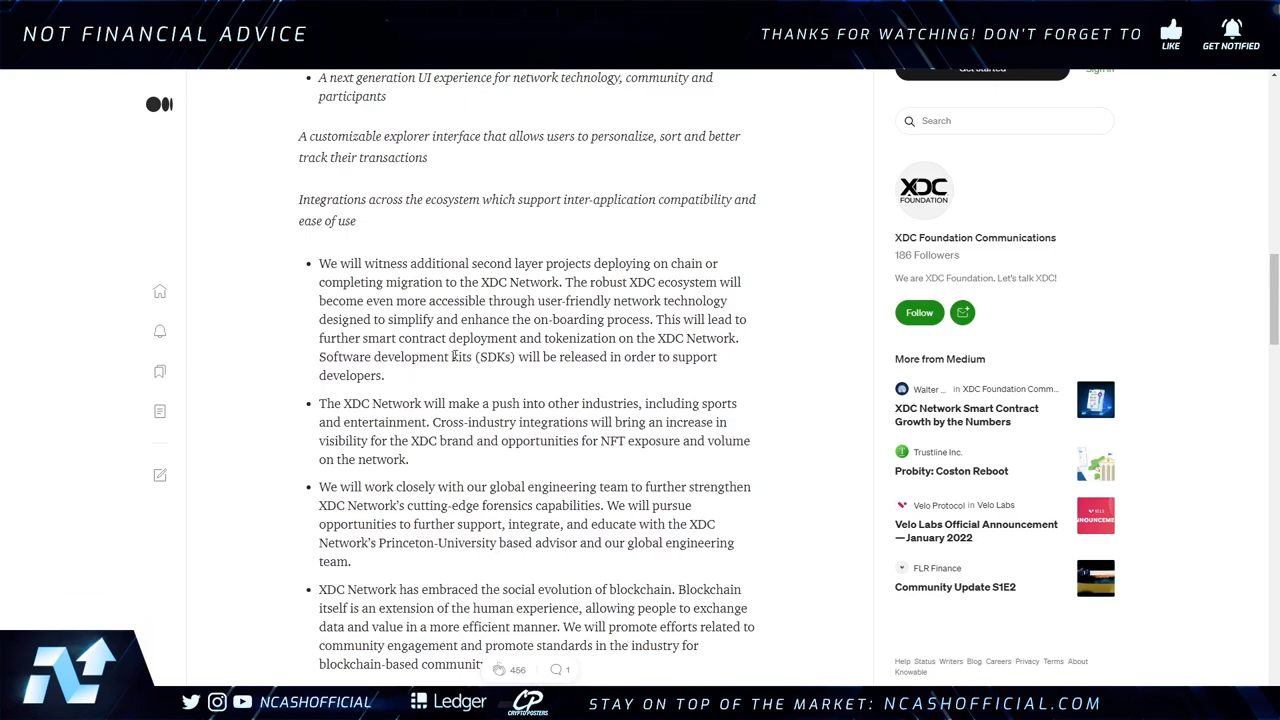 NOT FINANCIAL ADVICE
THANKS FOR WATCHING! DON'T FORGET TO
LIKE
GET NOTIFIED
A next generation UI experience for network technology, community and
participants
A customizable explorer interface that allows users to personalize, sort and better
track their transactions
Integrations across the ecosystem which support inter-application compatibility and
ease of use
We will witness additional second layer projects deploying on chain or
completing migration to the XDC Network. The robust XDC ecosystem will
become even more accessible through user-friendly network technology
designed to simplify and enhance the on-boarding process. This will lead to
further smart contract deployment and tokenization on the XDC Network.
Software development kits (SDKs) will be released in order to support
developers.
The XDC Network will make a push into other industries, including sports
and entertainment. Cross-industry integrations will bring an increase in
visibility for the XDC brand and opportunities for NFT exposure and volume
on the network.
We will work closely with our global engineering team to further strengthen
XDC Network's cutting-edge forensics capabilities. We will pursue
opportunities to further support, integrate, and educate with the XDC
Network's Princeton-University based advisor and our global engineering
team.
XDC Network has embraced the social evolution of blockchain. Blockchain
itself is an extension of the human experience, allowing people to exchange
data and value in a more efficient manner. We will promote efforts related to
community engagement and promote standards in the industry for
blockchain-based
456
1
Get started
Sign In
Search
XDC
FOUNDATION
XDC Foundation Communications
186 Followers
We are XDC Foundation. Let's talk XDC!
Follow
More from Medium
Walter ... in XDC Foundation Comm...
XDC Network Smart Contract
Growth by the Numbers
Trustline Inc.
Probity: Coston Reboot
Velo Protocol in Velo Labs
Velo Labs Official Announcement
—January 2022
FLR Finance
Community Update S1E2
Help Status Writers Blog Careers Privacy Terms About
Knowable
NCASHOFFICIAL
Ledger
CP
CRYPTOPOSTERS
STAY ON TOP OF THE MARKET: NCASHOFFICIAL.COM